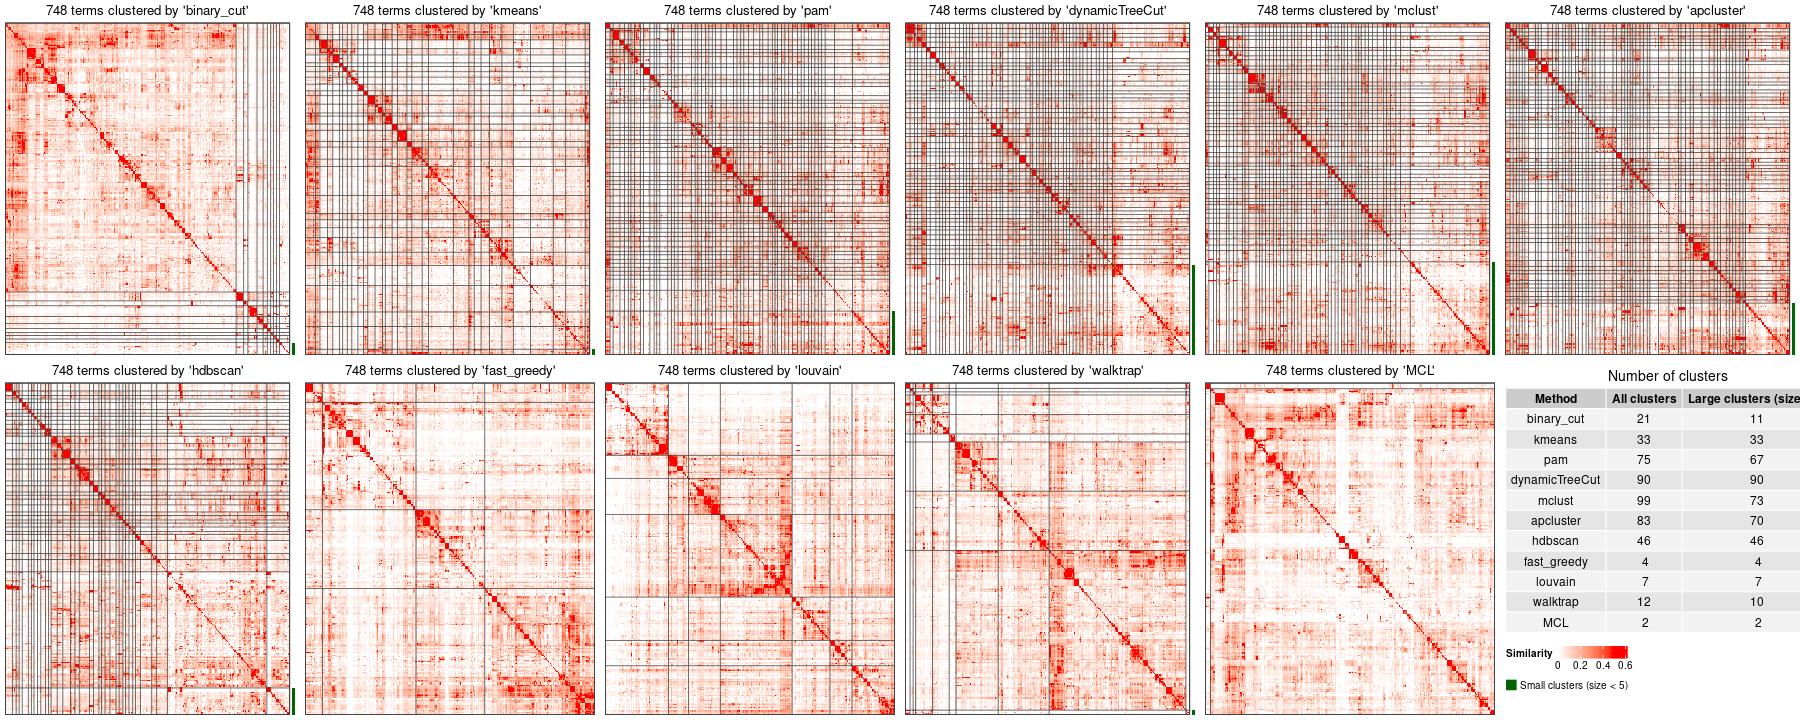 748 terms clustered by 'binary_cut'
748 terms clustered by 'kmeans'
748 terms clustered by 'pam'
748 terms clustered by 'dynamicTreeCut'
748 terms clustered by 'mclust'
748 terms clustered by 'apcluster'
748 terms clustered by 'hdbscan'
748 terms clustered by 'fast_greedy'
748 terms clustered by 'louvain'
748 terms clustered by 'walktrap'
748 terms clustered by 'MCL'
Number of clusters
Method All clusters Large clusters (size
binary_cut 21 11
kmeans 33 33
pam 75 67
dynamicTreeCut 90 90
mclust 99 73
apcluster 83 70
hdbscan 46 46
fast_greedy 4 4
louvain 7 7
walktrap 12 10
MCL 2 2
Similarity
0 0.2 0.4 0.6
Small clusters (size < 5)